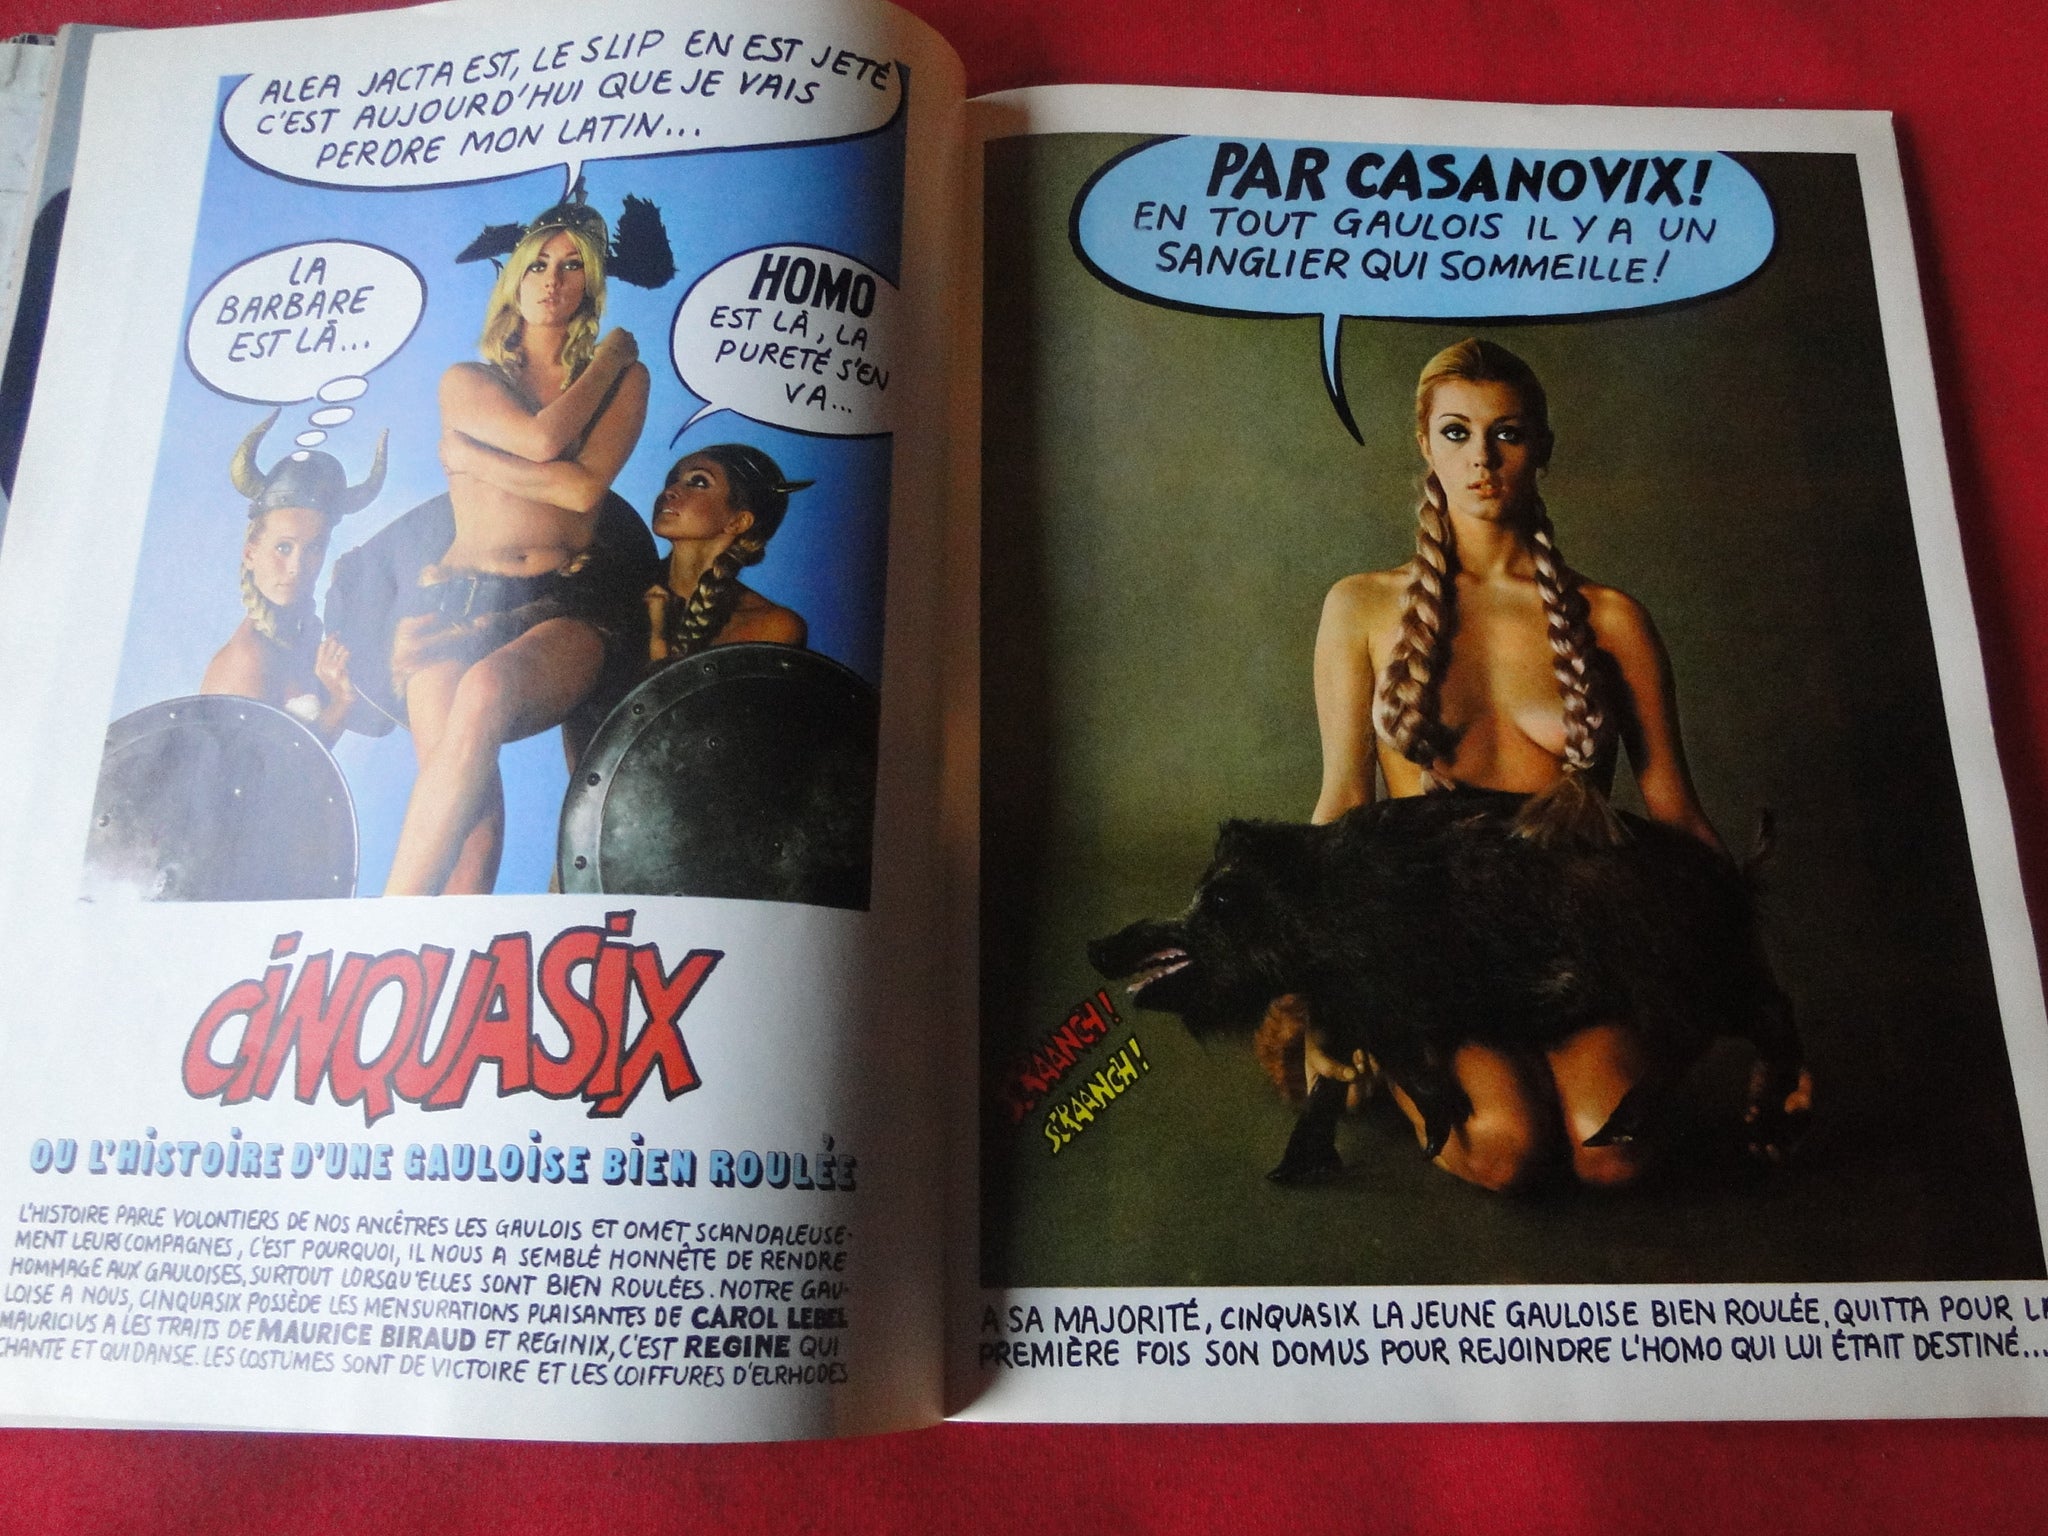 ALEA JACTA EST, LE SLIP EN EST JETÉ
C'EST AUJOURD'HUI QUE JE VAIS
PERDRE MON LATIN...
LA
BARBARE
EST LÀ...
HOMO
EST LÀ, LA
PURETÉ S'EN
VA...
CINQUASIX
OU L'HISTOIRE D'UNE GAULOISE BIEN ROULÉE
L'HISTOIRE PARLE VOLONTIERS DE NOS ANCÊTRES LES GAULOIS ET OMET SCANDALEUSE-
MENT LEURS COMPAGNES, C'EST POURQUOI, IL NOUS A SEMBLÉ HONNÊTE DE RENDRE
HOMMAGE AUX GAULOISES, SURTOUT LORSQU'ELLES SONT BIEN ROULÉES. NOTRE GAU-
LOISE A NOUS, CINQUASIX POSSÈDE LES MENSURATIONS PLAISANTES DE CAROL LEBEL
MAURICIUS A LES TRAITS DE MAURICE BIRAUD ET REGINIX, C'EST REGINE QUI
CHANTE ET QUI DANSE. LES COSTUMES SONT DE VICTOIRE ET LES COIFFURES D'ELRHODES
PAR CASANOVIX!
EN TOUT GAULOIS IL Y A UN
SANGLIER QUI SOMMEILLE!
SCRAANCH!
SCRAANCH!
A SA MAJORITÉ, CINQUASIX LA JEUNE GAULOISE BIEN ROULÉE, QUITTA POUR LA
PREMIÈRE FOIS SON DOMUS POUR REJOINDRE L'HOMO QUI LUI ÉTAIT DESTINÉ...